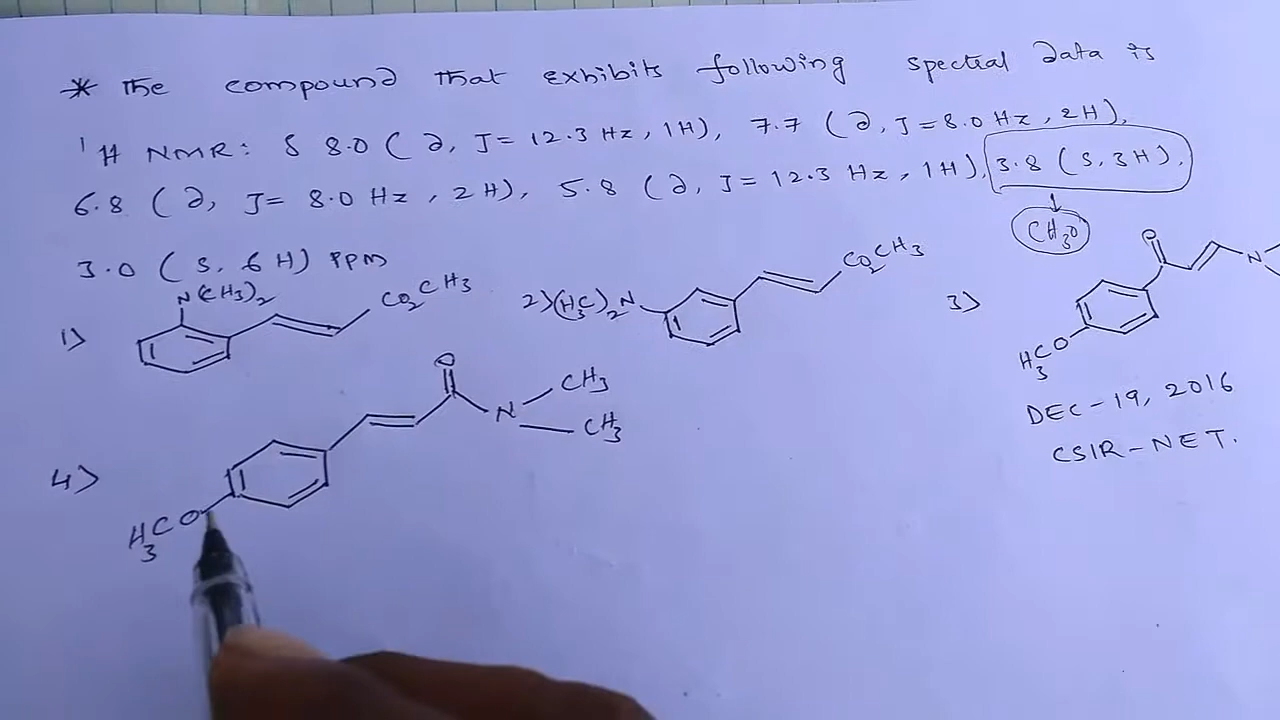 * The compound that exhibits following spectral data is
¹H NMR: δ 8.0 (d, J = 12.3 Hz, 1H), 7.7 (d, J = 8.0 Hz, 2H),
6.8 (d, J = 8.0 Hz, 2H), 5.8 (d, J = 12.3 Hz, 1H), 3.8 (s, 3H),
CH₃O
3.0 (s, 6H) ppm
1) N(CH₃)₂ CO₂CH₃
2) (H₃C)₂N CO₂CH₃
3) O N H₃CO
4) O N CH₃ CH₃ H₃CO
DEC-19, 2016
CSIR-NET.